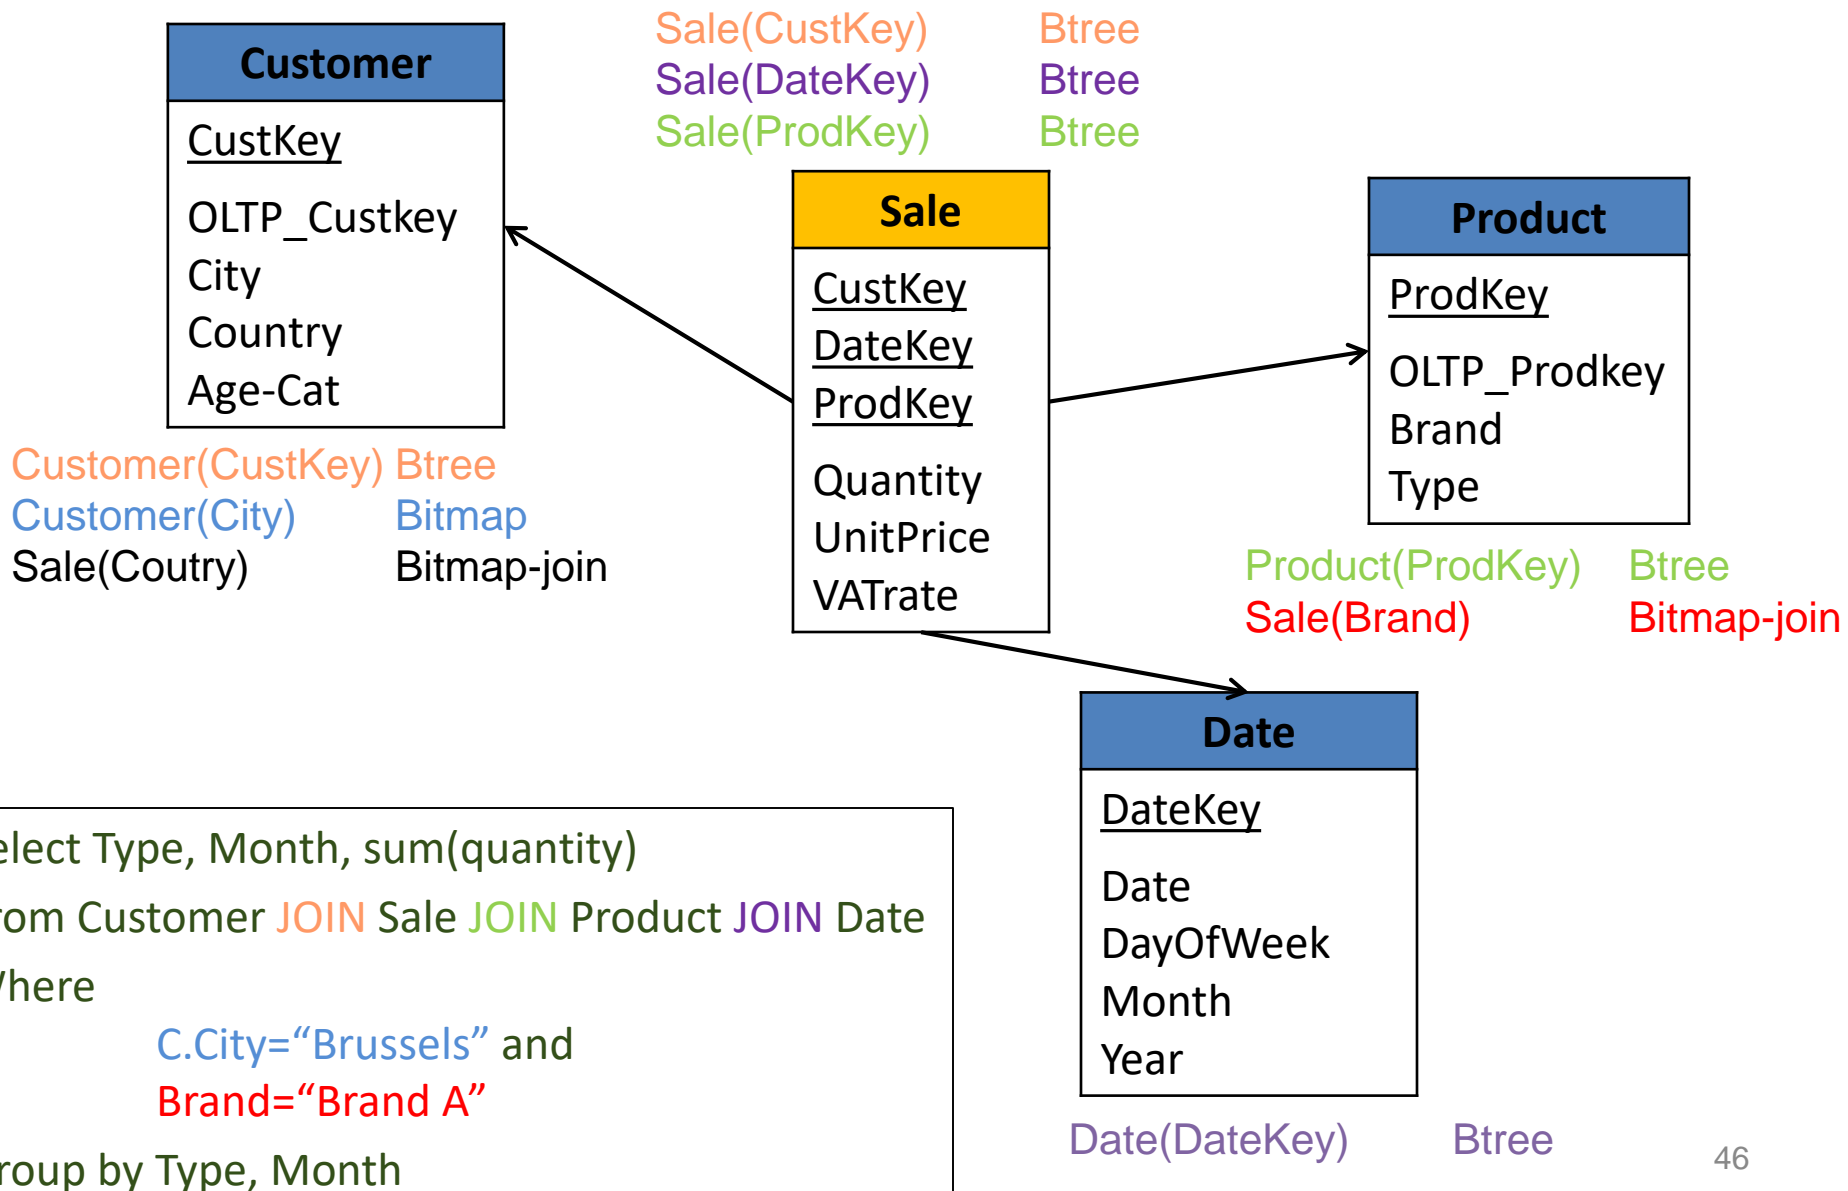 Sale(CustKey) Btree
Sale(DateKey) Btree
Sale(ProdKey) Btree
Customer
CustKey
OLTP_Custkey
City
Country
Age-Cat
Customer(CustKey) Btree
Customer(City) Bitmap
Sale(Coutry) Bitmap-join
Sale
CustKey
DateKey
ProdKey
Quantity
UnitPrice
VATrate
Product
ProdKey
OLTP_Prodkey
Brand
Type
Product(ProdKey) Btree
Sale(Brand) Bitmap-join
Date
DateKey
Date
DayOfWeek
Month
Year
Date(DateKey) Btree
elect Type, Month, sum(quantity)
rom Customer JOIN Sale JOIN Product JOIN Date
here
C.City=“Brussels” and
Brand=“Brand A”
roup by Type, Month
46